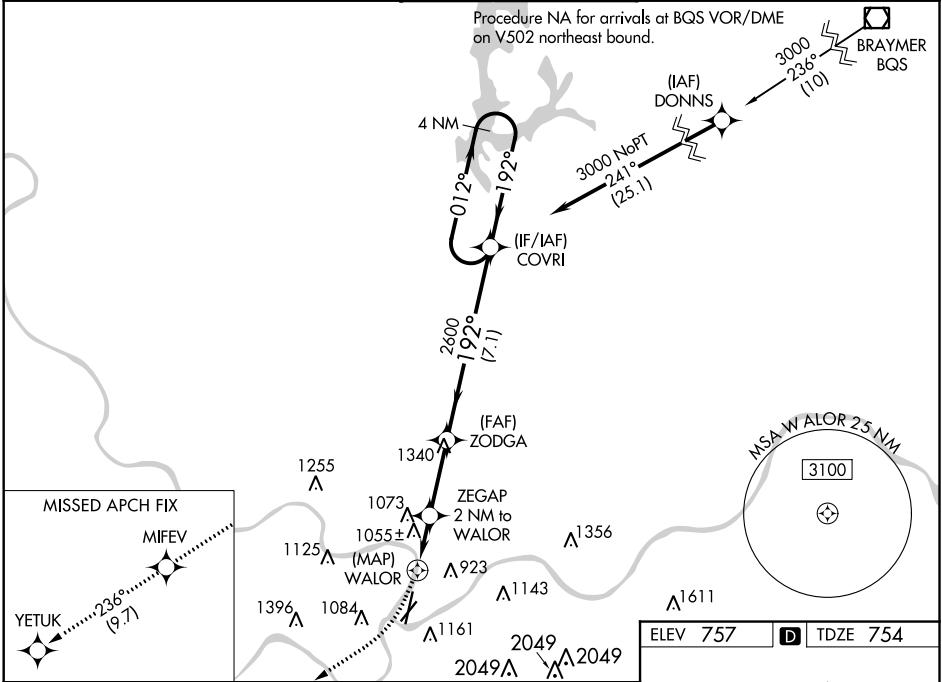 Procedure NA for arrivals at BQS VOR/DME
on V502 northeast bound.
BRAYMER
BQS
3000
236°
(10)
(IAF)
DONNS
3000 NoPT
241°
(25.1)
4 NM
012°
192°
(IF/IAF)
COVRI
2600
192°
(7.1)
(FAF)
ZODGA
1340
1255
1073
ZEGAP
2 NM to
WALOR
1055±
1125
(MAP)
WALOR
923
1356
1143
1396
1084
1161
1611
2049
2049
2049
MSA W ALOR 25 NM
3100
MISSED APCH FIX
MIFEV
236°
(9.7)
YETUK
ELEV 757
D
TDZE 754